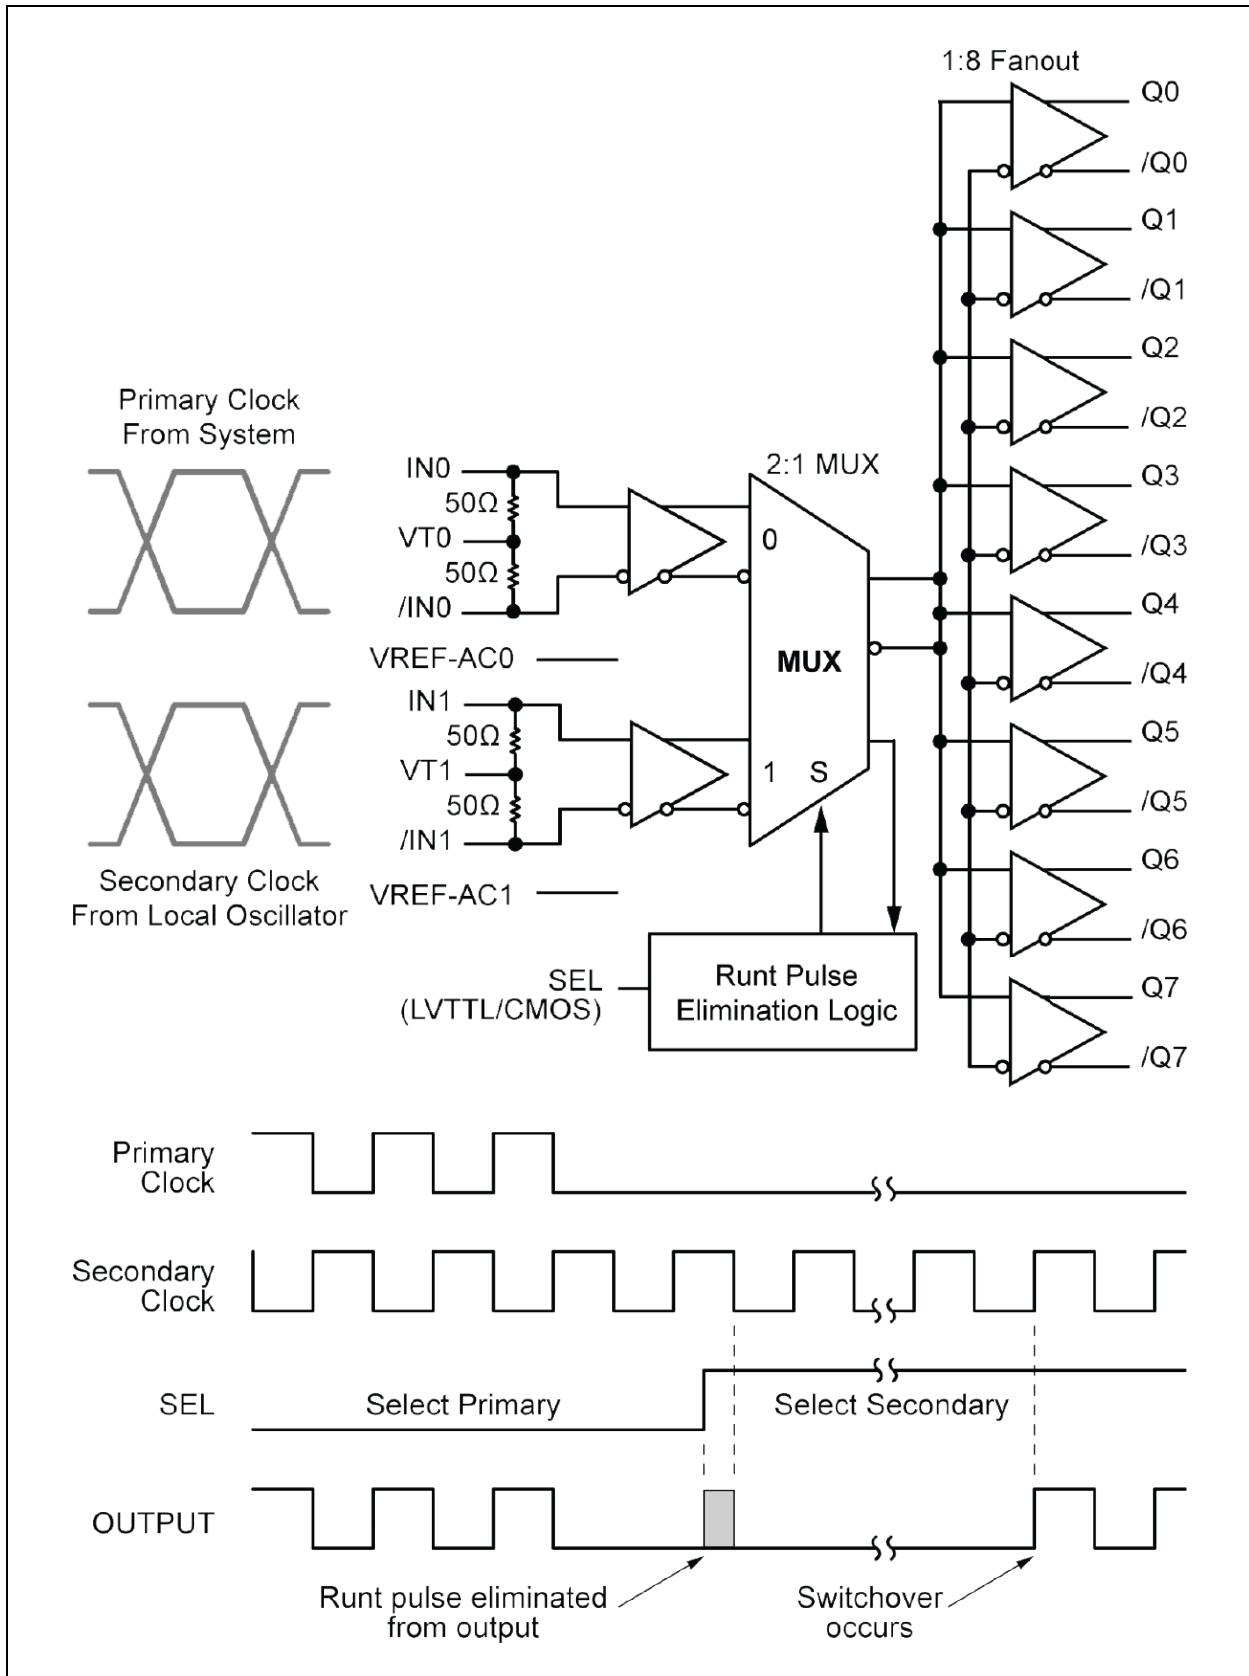 1:8 Fanout
Q0
/Q0
Q1
/Q1
Q2
/Q2
Primary Clock
From System
IN0
50Ω
VT0
50Ω
/IN0
VREF-AC0
2:1 MUX
0
MUX
Q3
/Q3
Q4
/Q4
IN1
50Ω
VT1
50Ω
/IN1
VREF-AC1
1 S
Q5
/Q5
Secondary Clock
From Local Oscillator
Q6
/Q6
SEL
(LVTTL/CMOS)
Runt Pulse
Elimination Logic
Q7
/Q7
Primary
Clock
Secondary
Clock
SEL
Select Primary
Select Secondary
OUTPUT
Runt pulse eliminated
from output
Switchover
occurs